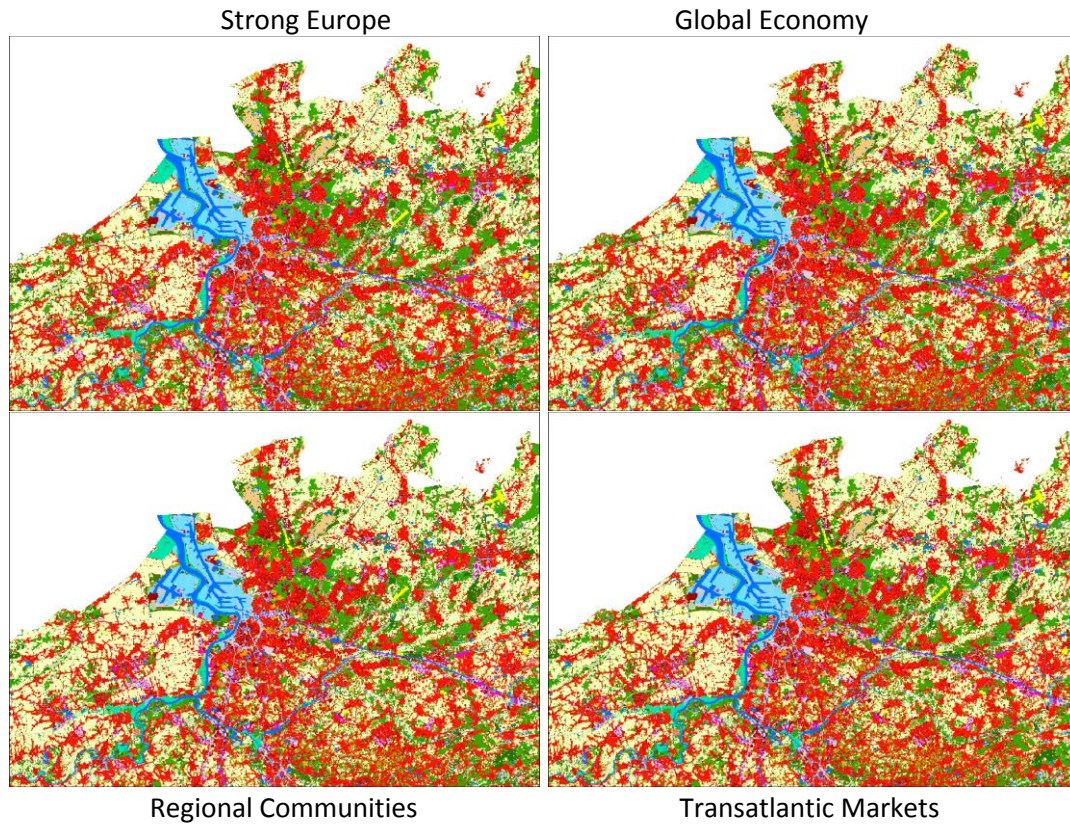 Strong Europe
Global Economy
Regional Communities
Transatlantic Markets